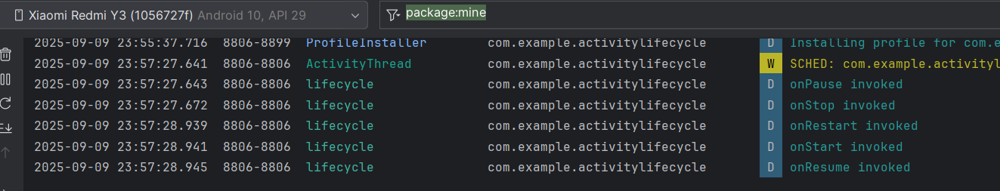 Xiaomi Redmi Y3 (1056727f) Android 10, API 29 package:mine
2025-09-09 23:55:37.716 8806-8899 ProfileInstaller com.example.activitylifecycle D Installing profile for com.e
2025-09-09 23:57:27.641 8806-8806 ActivityThread com.example.activitylifecycle W SCHED: com.example.activityl
2025-09-09 23:57:27.643 8806-8806 lifecycle com.example.activitylifecycle D onPause invoked
2025-09-09 23:57:27.672 8806-8806 lifecycle com.example.activitylifecycle D onStop invoked
2025-09-09 23:57:28.939 8806-8806 lifecycle com.example.activitylifecycle D onRestart invoked
2025-09-09 23:57:28.941 8806-8806 lifecycle com.example.activitylifecycle D onStart invoked
2025-09-09 23:57:28.945 8806-8806 lifecycle com.example.activitylifecycle D onResume invoked